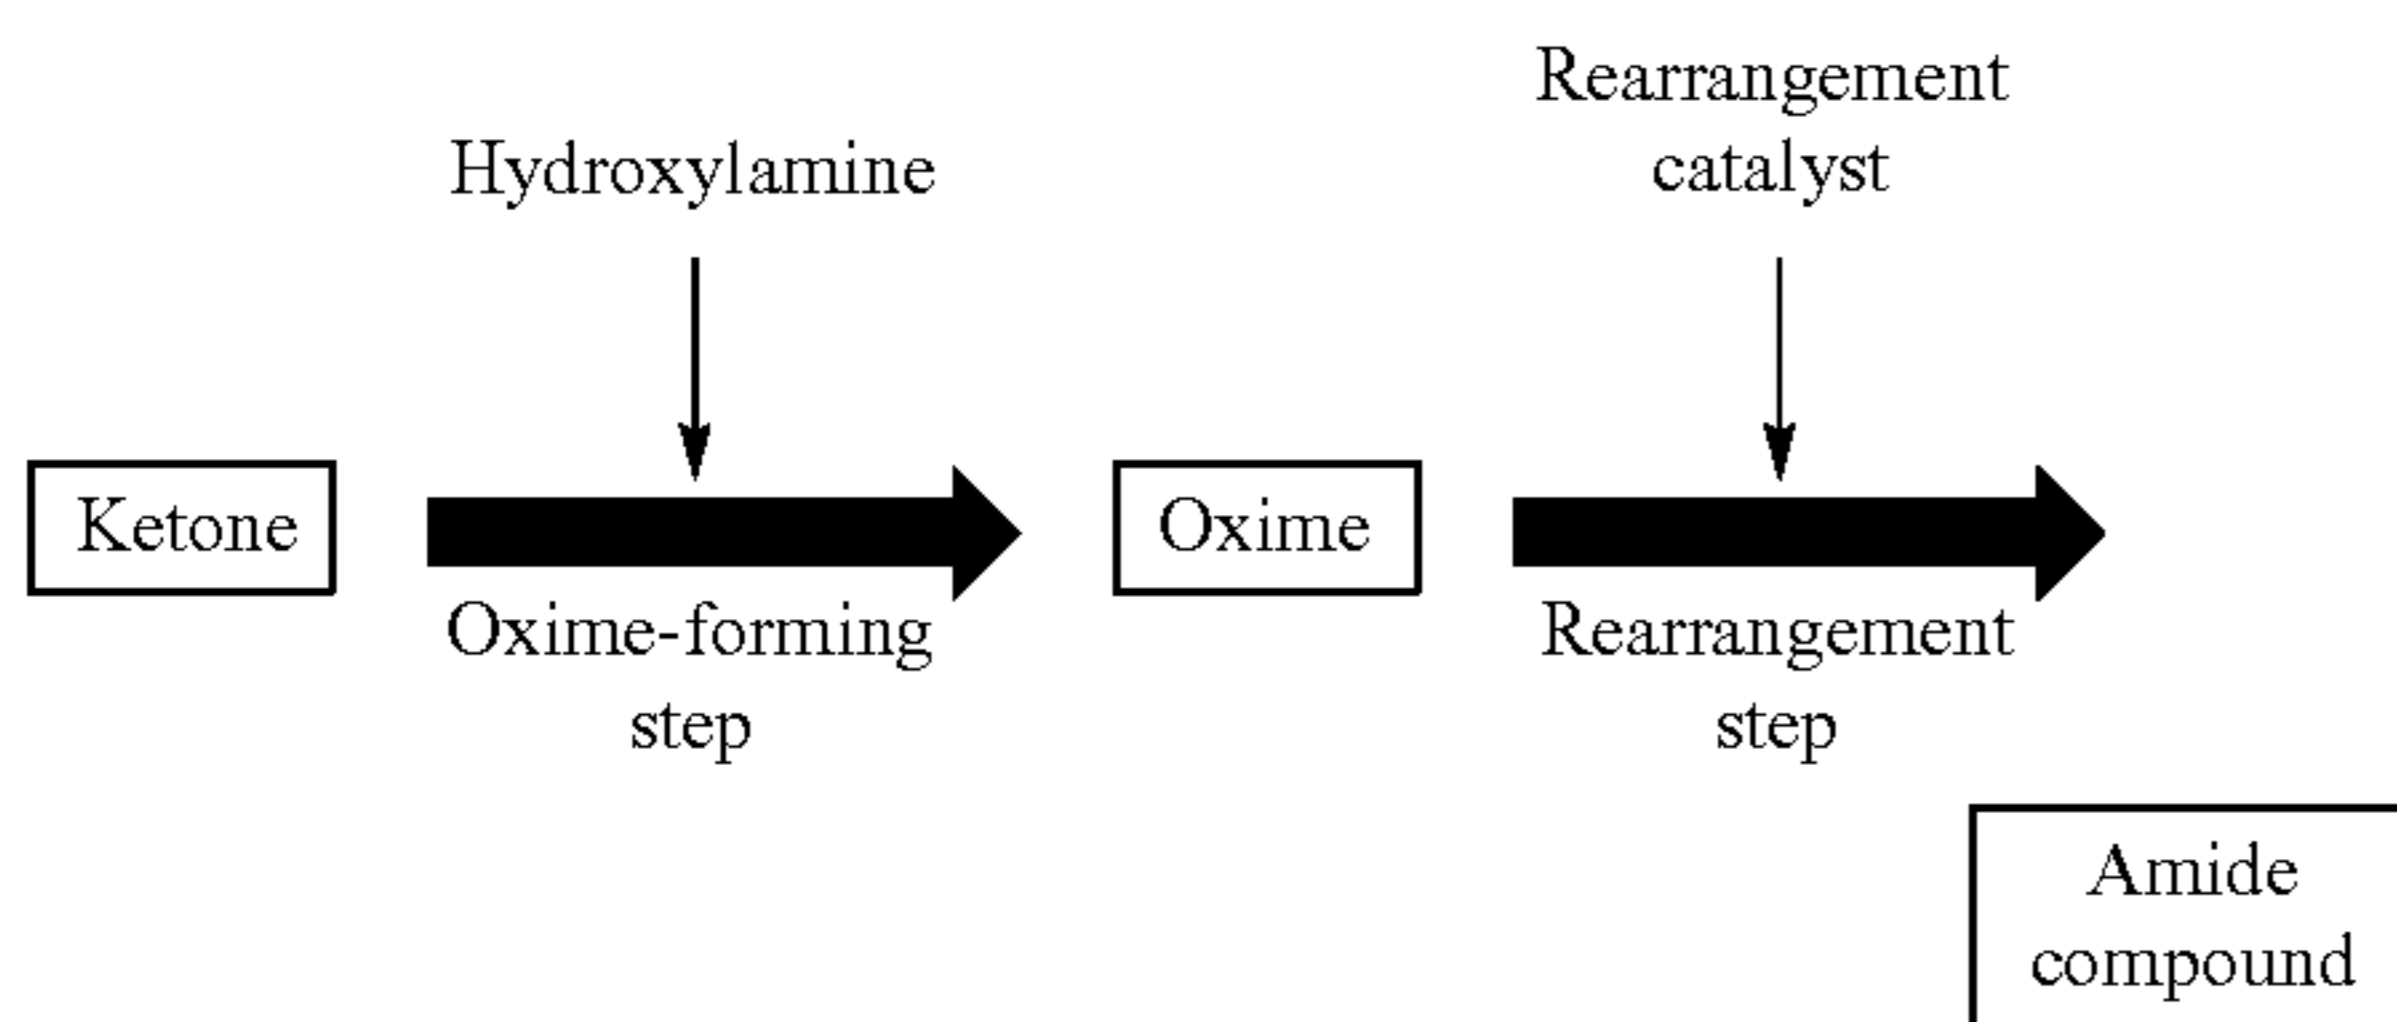 Hydroxylamine
Rearrangement
catalyst
Ketone
Oxime-forming
step
Oxime
Rearrangement
step
Amide
compound